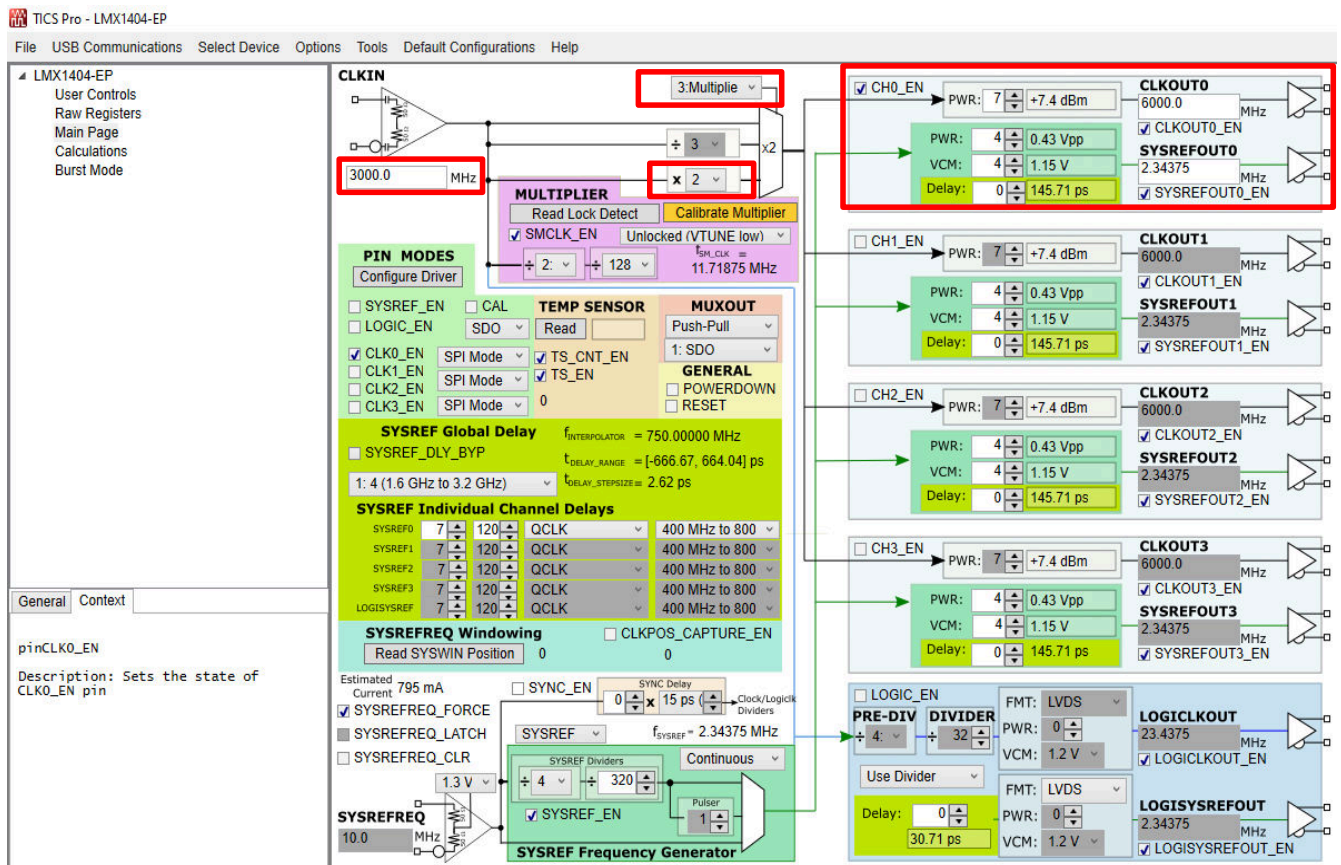 TICS Pro - LMX1404-EP
File USB Communications Select Device Options Tools Default Configurations Help
LMX1404-EP
User Controls
Raw Registers
Main Page
Calculations
Burst Mode
General Context
pinCLK0_EN
Description: Sets the state of
CLK0_EN pin
CLKIN
50 Ω
50 Ω
3000.0 MHz
3:Multiplie
÷ 3
x2
x 2
MULTIPLIER
Read Lock Detect Calibrate Multiplier
SMCLK_EN Unlocked (VTUNE low)
÷ 2: ÷ 128 fSM_CLK =
11.71875 MHz
PIN MODES
Configure Driver
SYSREF_EN CAL
LOGIC_EN SDO
CLK0_EN SPI Mode
CLK1_EN
CLK2_EN SPI Mode
CLK3_EN SPI Mode
TEMP SENSOR
Read
TS_CNT_EN
TS_EN
0
MUXOUT
Push-Pull
1: SDO
GENERAL
POWERDOWN
RESET
SYSREF Global Delay
SYSREF_DLY_BYP
1: 4 (1.6 GHz to 3.2 GHz)
fINTERPOLATOR = 750.00000 MHz
tDELAY_RANGE = [-666.67, 664.04] ps
tDELAY_STEPSIZE = 2.62 ps
SYSREF Individual Channel Delays
SYSREF0 7 120 QCLK 400 MHz to 800
SYSREF1 7 120 QCLK 400 MHz to 800
SYSREF2 7 120 QCLK 400 MHz to 800
SYSREF3 7 120 QCLK 400 MHz to 800
LOGISYSREF 7 120 QCLK 400 MHz to 800
SYSREFREQ Windowing CLKPOS_CAPTURE_EN
Read SYSWIN Position 0 0
Estimated
Current 795 mA
SYSREFREQ_FORCE
SYSREFREQ_LATCH
SYSREFREQ_CLR
1.3 V
SYSREFREQ
10.0 MHz
50 Ω
50 Ω
SYNC_EN
SYNC Delay
0 x 15 ps ( Clock/Logiclk
Dividers
SYSREF fSYSREF = 2.34375 MHz
SYSREF Dividers
÷ 4 ÷ 320
Continuous
SYSREF_EN
Pulser
1
SYSREF Frequency Generator
CH0_EN
PWR: 7 +7.4 dBm
PWR: 4 0.43 Vpp
VCM: 4 1.15 V
Delay: 0 145.71 ps
CLKOUT0
6000.0 MHz
CLKOUT0_EN
SYSREFOUT0
2.34375 MHz
SYSREFOUT0_EN
CH1_EN
PWR: 7 +7.4 dBm
PWR: 4 0.43 Vpp
VCM: 4 1.15 V
Delay: 0 145.71 ps
CLKOUT1
6000.0 MHz
CLKOUT1_EN
SYSREFOUT1
2.34375 MHz
SYSREFOUT1_EN
CH2_EN
PWR: 7 +7.4 dBm
PWR: 4 0.43 Vpp
VCM: 4 1.15 V
Delay: 0 145.71 ps
CLKOUT2
6000.0 MHz
CLKOUT2_EN
SYSREFOUT2
2.34375 MHz
SYSREFOUT2_EN
CH3_EN
PWR: 7 +7.4 dBm
PWR: 4 0.43 Vpp
VCM: 4 1.15 V
Delay: 0 145.71 ps
CLKOUT3
6000.0 MHz
CLKOUT3_EN
SYSREFOUT3
2.34375 MHz
SYSREFOUT3_EN
LOGIC_EN
PRE-DIV DIVIDER
÷ 4: ÷ 32
Use Divider
Delay: 0
30.71 ps
FMT: LVDS
PWR: 0
VCM: 1.2 V
FMT: LVDS
PWR: 0
VCM: 1.2 V
LOGICLKOUT
23.4375 MHz
LOGICLKOUT_EN
LOGISYSREFOUT
2.34375 MHz
LOGISYSREFOUT_EN